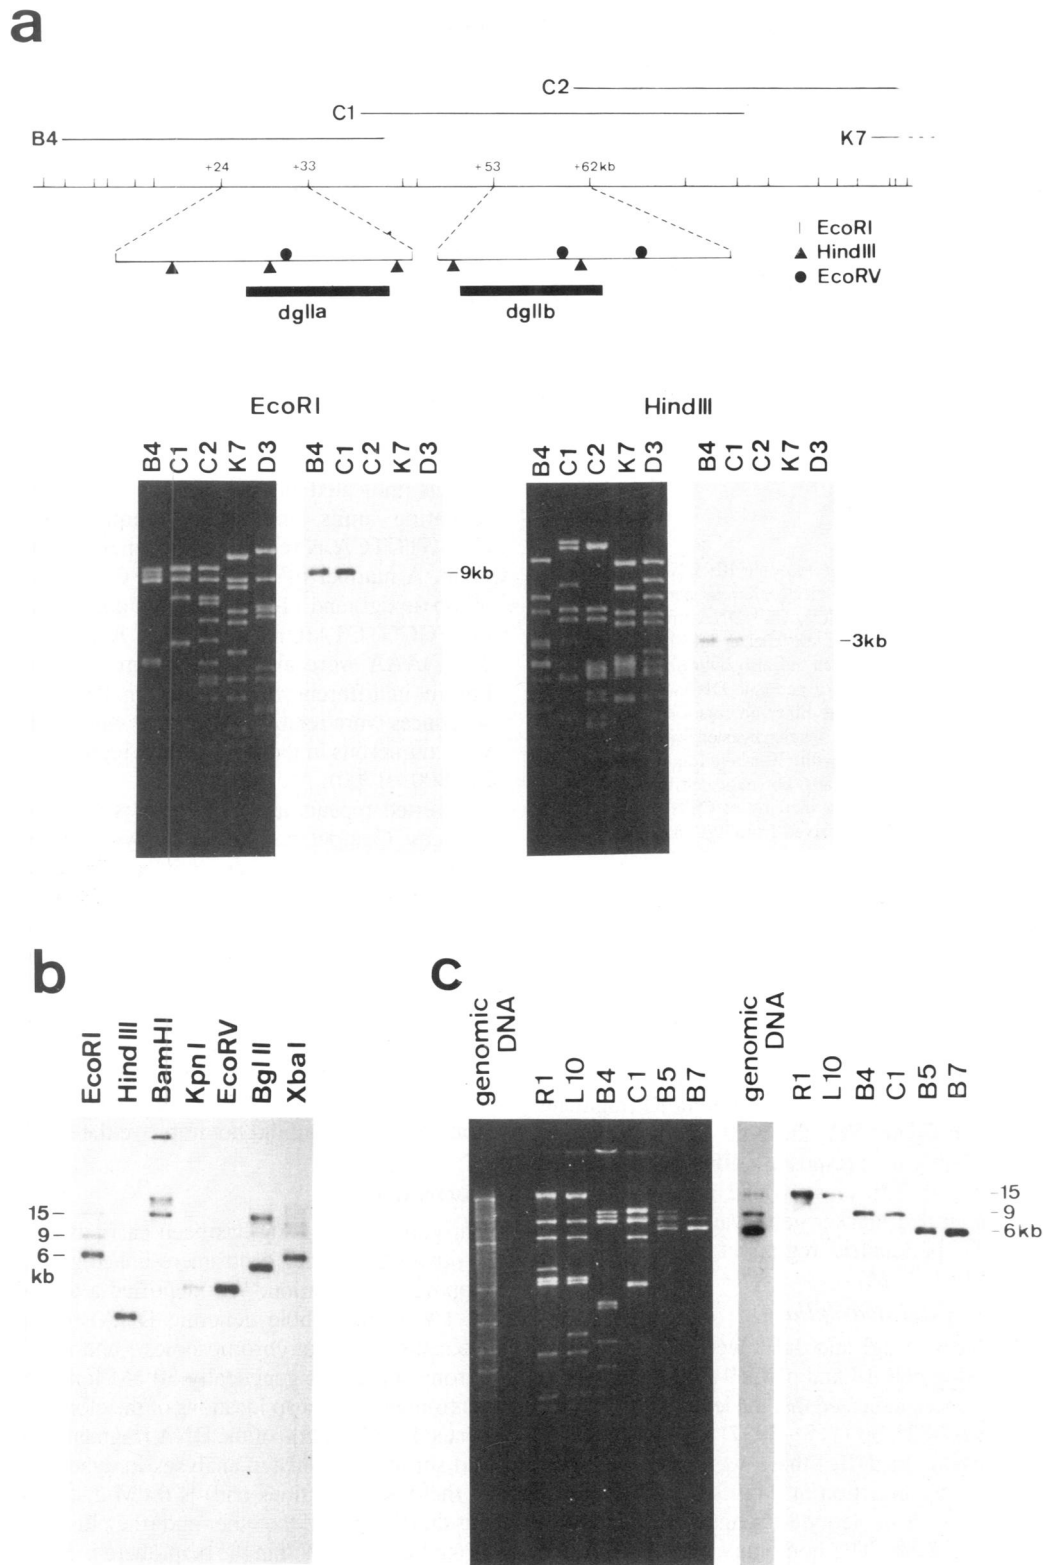 a
C2
C1
B4
K7
+24
+33
+53
+62kb
EcoRI
HindIII
EcoRV
dgIIa
dgIIb
EcoRI
HindIII
B4 C1 C2 K7 D3
B4 C1 C2 K7 D3
B4 C1 C2 K7 D3
B4 C1 C2 K7 D3
-9kb
-3kb
b
EcoRI HindIII BamHI KpnI EcoRV BglII XbaI
15-
9-
6-
kb
c
genomic DNA R1 L10 B4 C1 B5 B7
genomic DNA R1 L10 B4 C1 B5 B7
-15
-9
-6kb